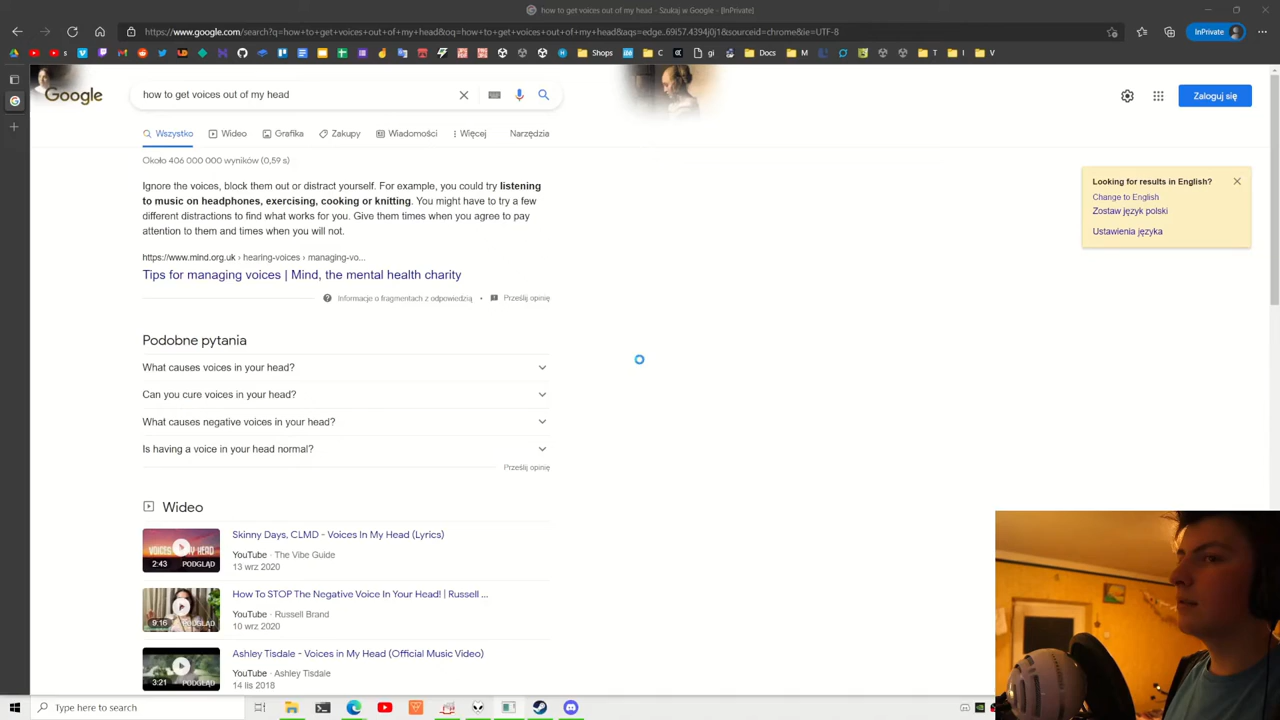 how to get voices out of my head - Szukaj w Google - [InPrivate]
https://www.google.com/search?q=how+to+get+voices+out+of+my+head&oq=how+to+get+voices+out+of+my+head&aqs=edge..69i57.4394j0j1&sourceid=chrome&ie=UTF-8
InPrivate
Shops
C
gi
Docs
M
T
I
V
Google
how to get voices out of my head
Zaloguj się
Wszystko
Wideo
Grafika
Zakupy
Wiadomości
Więcej
Narzędzia
Około 406 000 000 wyników (0,59 s)
Ignore the voices, block them out or distract yourself. For example, you could try listening
to music on headphones, exercising, cooking or knitting. You might have to try a few
different distractions to find what works for you. Give them times when you agree to pay
attention to them and times when you will not.
Looking for results in English?
Change to English
Zostaw język polski
Ustawienia języka
https://www.mind.org.uk › hearing-voices › managing-vo...
Tips for managing voices | Mind, the mental health charity
Informacje o fragmentach z odpowiedzią • Prześlij opinię
Podobne pytania
What causes voices in your head?
Can you cure voices in your head?
What causes negative voices in your head?
Is having a voice in your head normal?
Prześlij opinię
Wideo
VOICES IN MY HEAD
2:43 PODGLĄD
Skinny Days, CLMD - Voices In My Head (Lyrics)
YouTube · The Vibe Guide
13 wrz 2020
9:16 PODGLĄD
How To STOP The Negative Voice In Your Head! | Russell ...
YouTube · Russell Brand
10 wrz 2020
3:21 PODGLĄD
Ashley Tisdale - Voices in My Head (Official Music Video)
YouTube · Ashley Tisdale
14 lis 2018
Type here to search